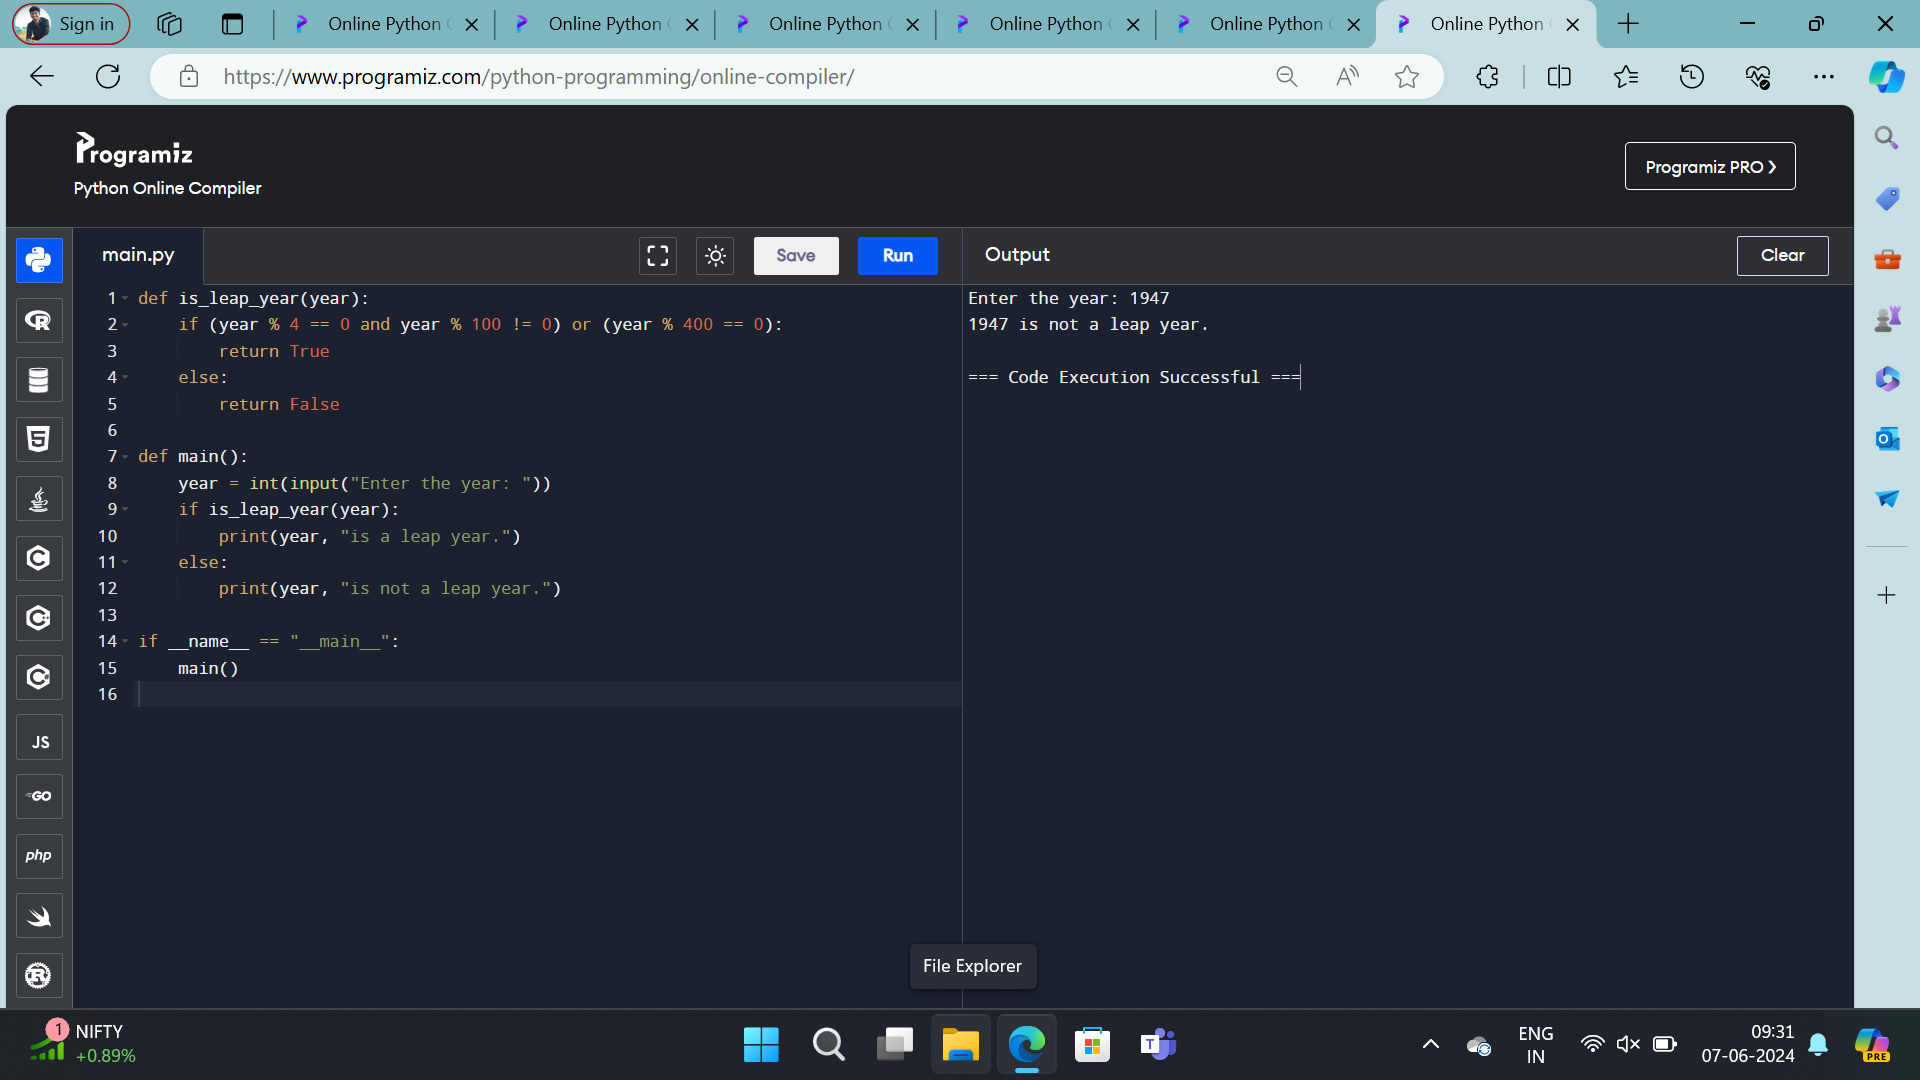 Sign in
Online Python
Online Python
Online Python
Online Python
Online Python
Online Python
https://www.programiz.com/python-programming/online-compiler/
Programiz
Python Online Compiler
Programiz PRO ❯
main.py
Save
Run
Output
Clear
1 def is_leap_year(year):
2     if (year % 4 == 0 and year % 100 != 0) or (year % 400 == 0):
3         return True
4     else:
5         return False
6
7 def main():
8     year = int(input("Enter the year: "))
9     if is_leap_year(year):
10         print(year, "is a leap year.")
11     else:
12         print(year, "is not a leap year.")
13
14 if __name__ == "__main__":
15     main()
16
Enter the year: 1947
1947 is not a leap year.
=== Code Execution Successful ===
JS
GO
php
File Explorer
1
NIFTY
+0.89%
ENG
IN
09:31
07-06-2024
PRE